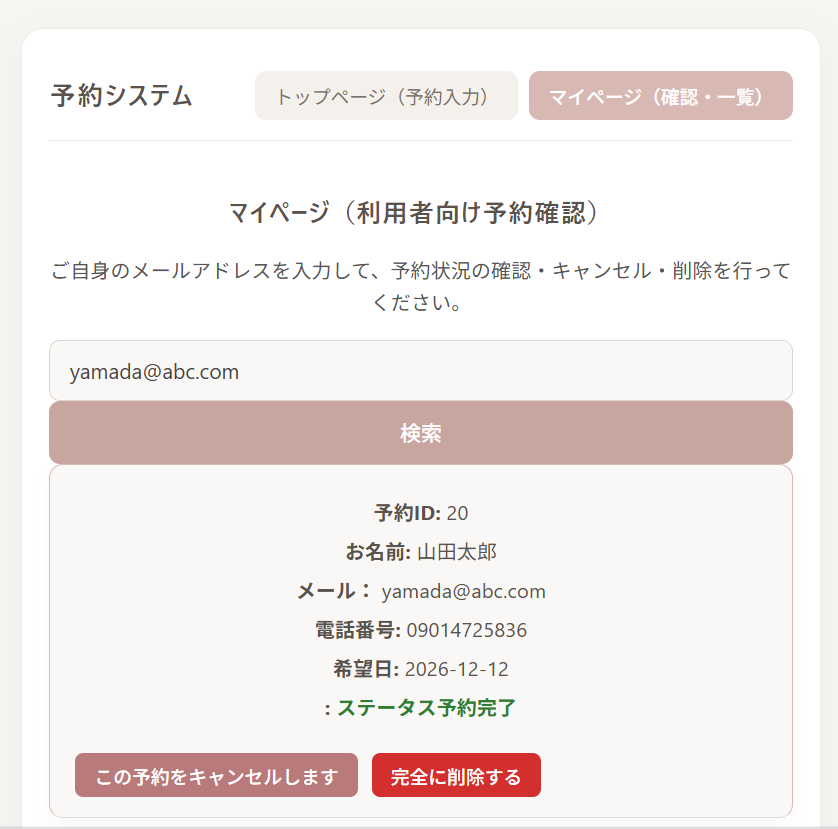 予約システム
トップページ（予約入力）
マイページ（確認・一覧）
マイページ（利用者向け予約確認）
ご自身のメールアドレスを入力して、予約状況の確認・キャンセル・削除を行って
ください。
yamada@abc.com
検索
予約ID: 20
お名前: 山田太郎
メール： yamada@abc.com
電話番号: 09014725836
希望日: 2026-12-12
: ステータス予約完了
この予約をキャンセルします
完全に削除する